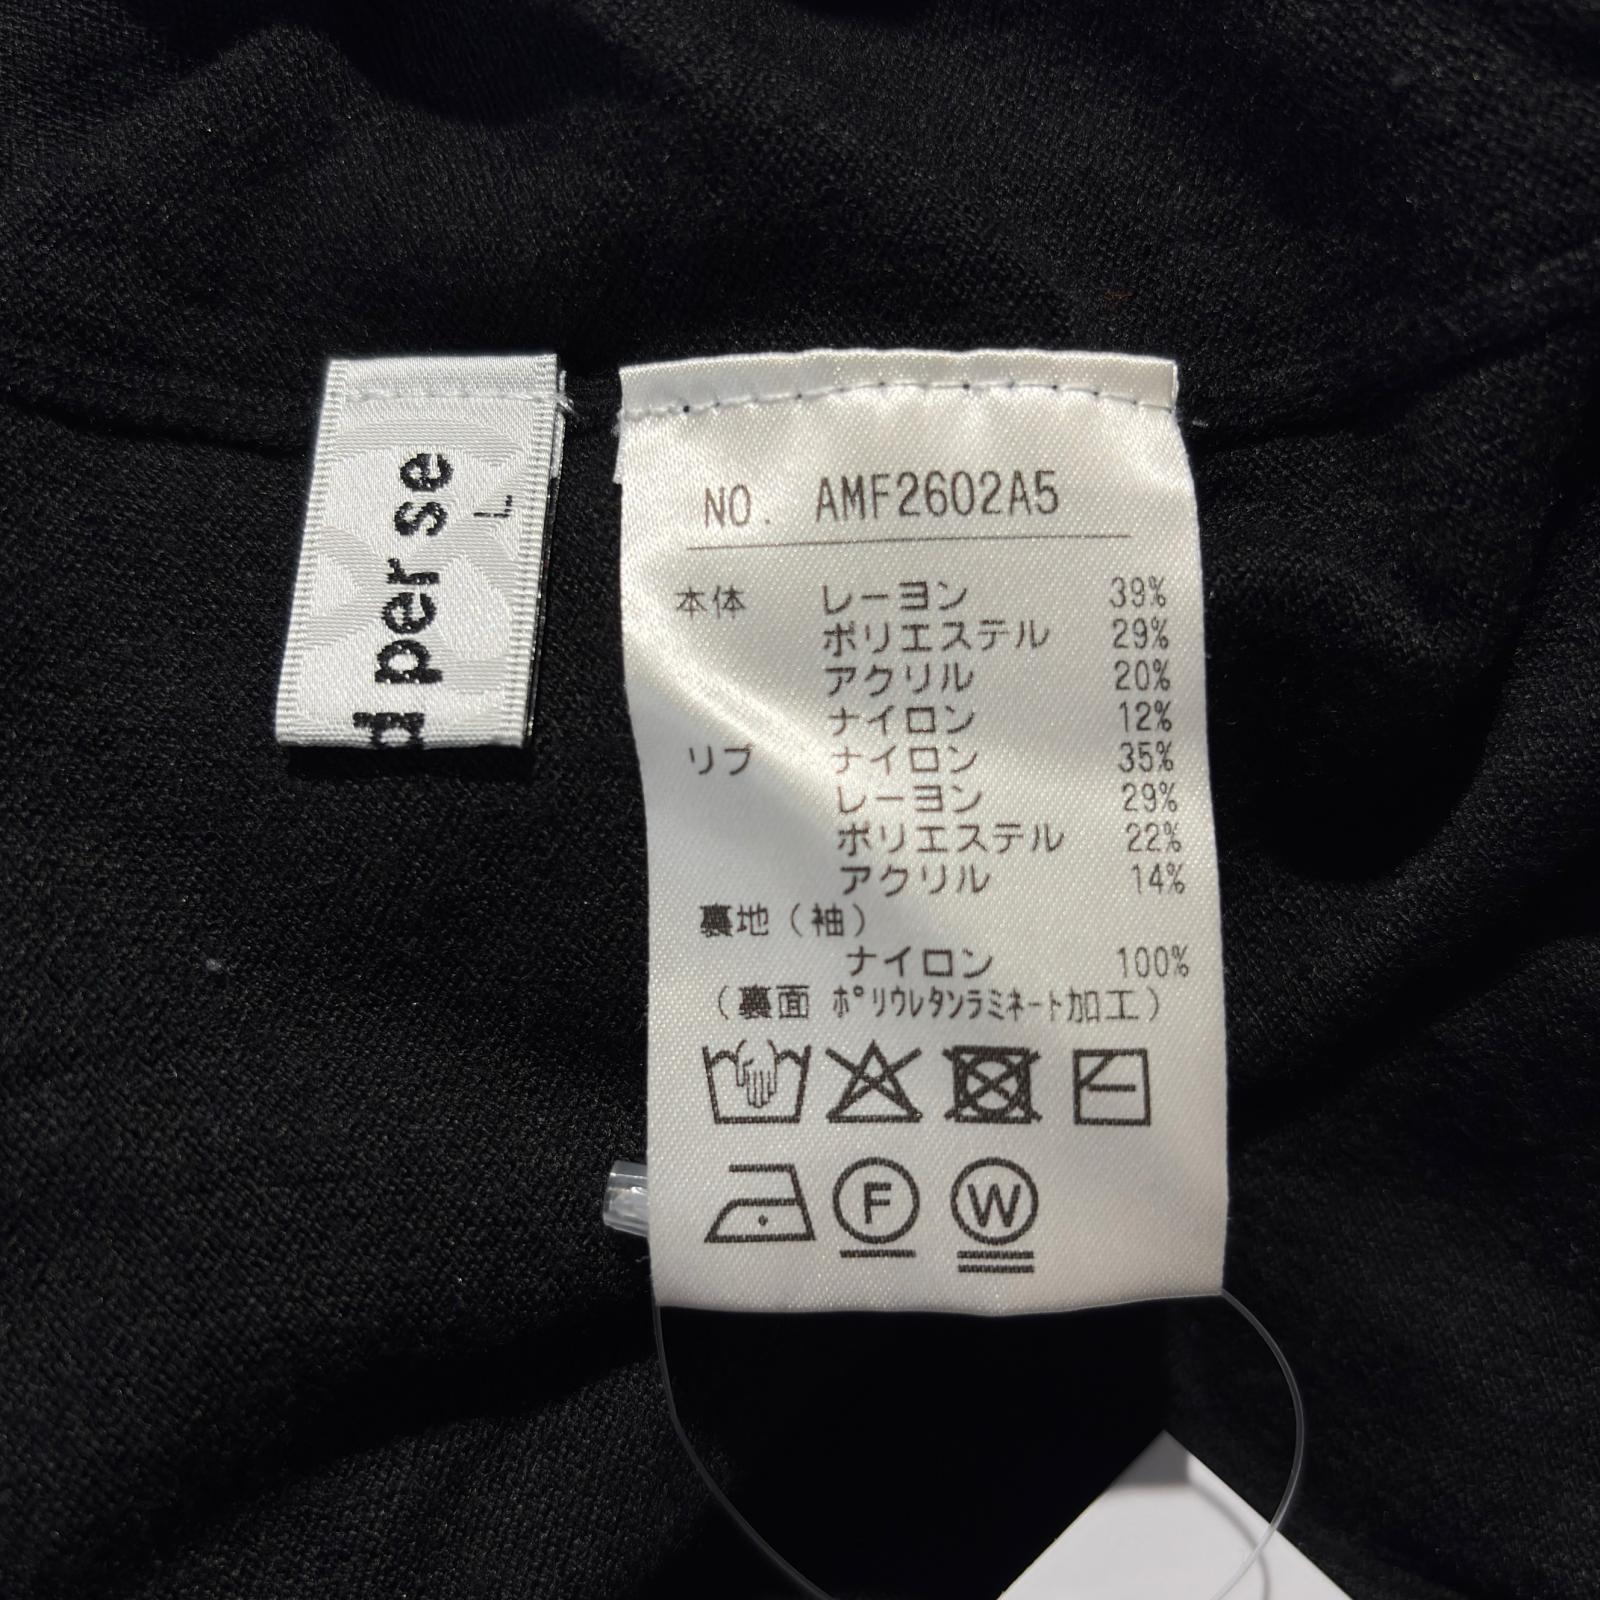 d per se
L
NO. AMF2602A5
本体 レーヨン 39%
ポリエステル 29%
アクリル 20%
ナイロン 12%
リブ ナイロン 35%
レーヨン 29%
ポリエステル 22%
アクリル 14%
裏地(袖)
ナイロン 100%
(裏面 ポリウレタンラミネート加工)
F W